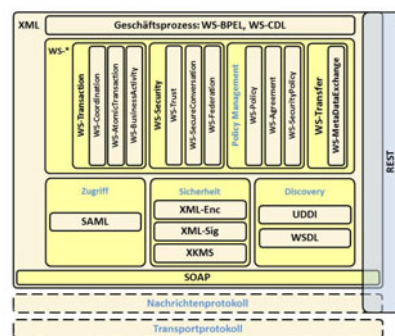 XML
Geschäftsprozess: WS-BPEL, WS-CDL
WS-*
WS-Transaction
WS-Coordination
WS-AtomicTransaction
WS-BusinessActivity
WS-Security
WS-Trust
WS-SecureConversation
WS-Federation
Policy Management
WS-Policy
WS-Agreement
WS-SecurityPolicy
WS-Transfer
WS-MetaDataExchange
REST
Zugriff
SAML
Sicherheit
XML-Enc
XML-Sig
XKMS
Discovery
UDDI
WSDL
SOAP
Nachrichtenprotokoll
Transportprotokoll